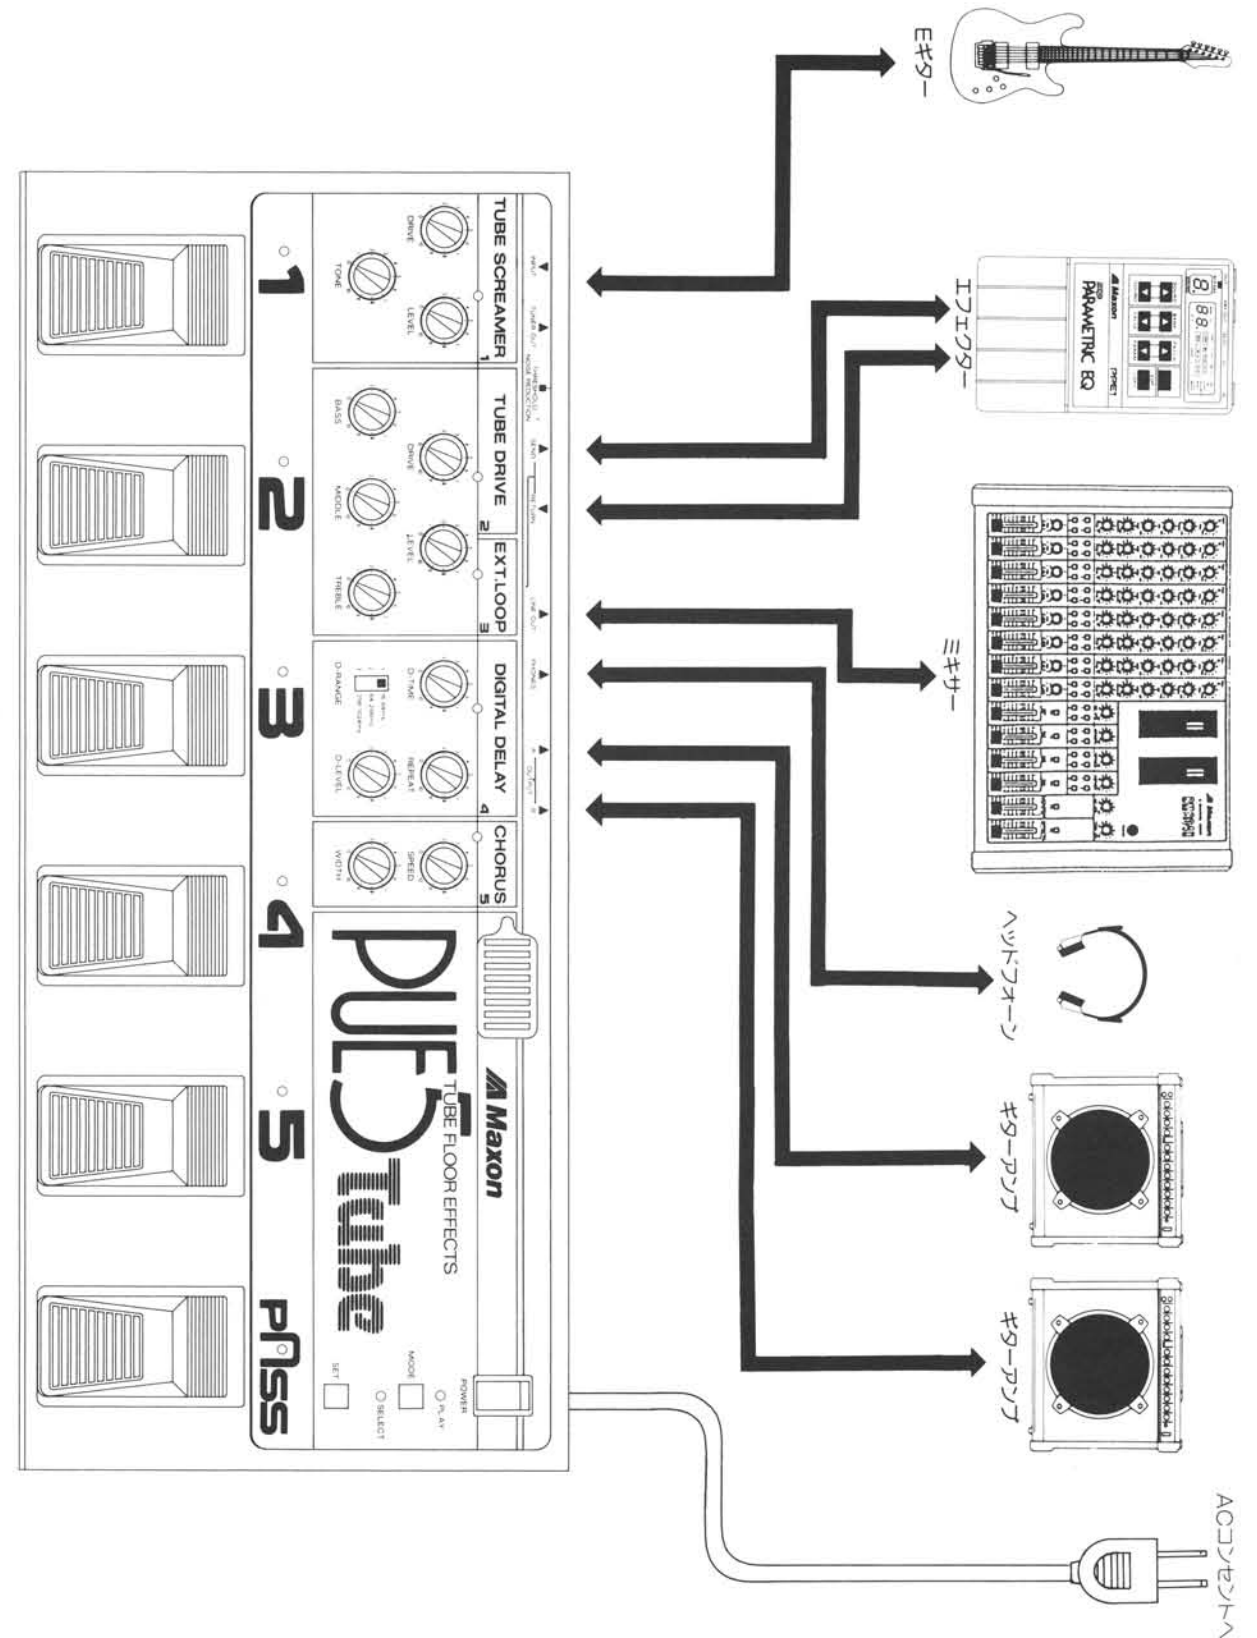 Eギター
エフェクター
ミキサー
ヘッドフォーン
ギターアンプ
ギターアンプ
ACコンセントへ
Maxon
PARAMETRIC EQ
INPUT
TUNER OUT
THRESHOLD
NOISE REDUCTION
SEND
RETURN
LINE OUT
PHONES
A OUTPUT B
TUBE SCREAMER 1
DRIVE
LEVEL
TONE
TUBE DRIVE 2
EXT.LOOP 3
DRIVE
LEVEL
BASS
MIDDLE
TREBLE
DIGITAL DELAY 4
D-TIME
REPEAT
D-RANGE
D-LEVEL
CHORUS 5
SPEED
WIDTH
Maxon
PUE5
TUBE FLOOR EFFECTS
Tube
POWER
PLAY
MODE
SELECT
SET
1
2
3
4
5
PASS